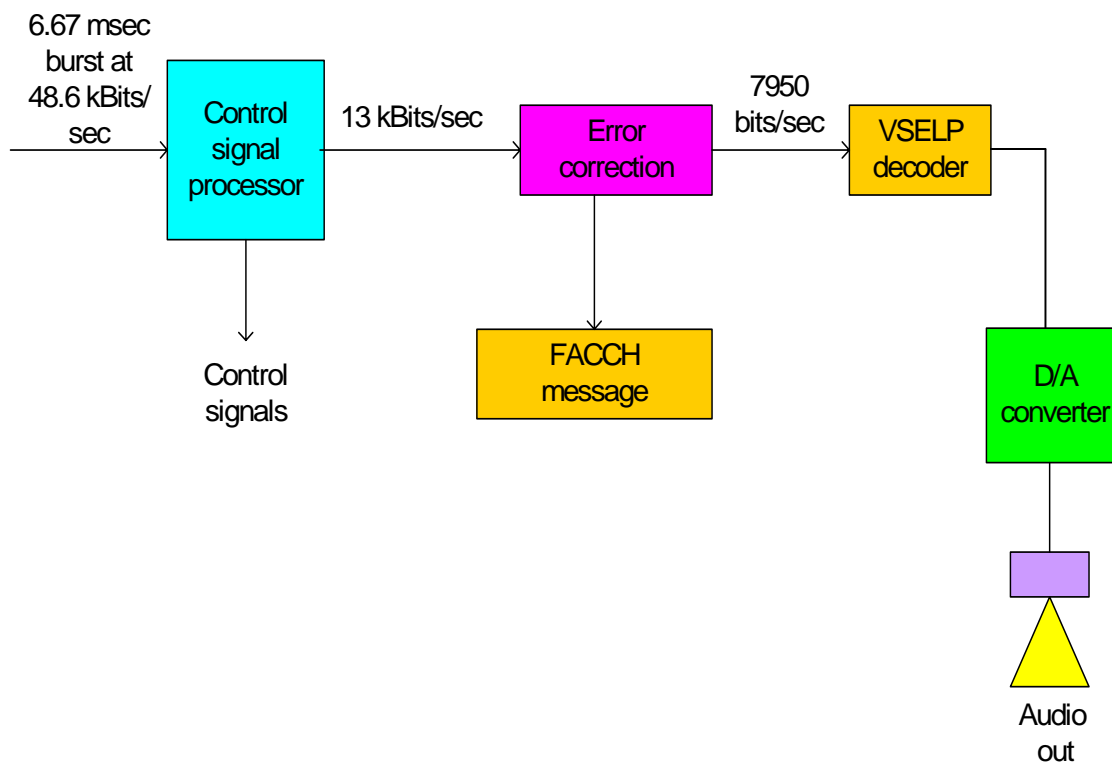 6.67 msec
burst at
48.6 kBits/
sec
Control
signal
processor
13 kBits/sec
Error
correction
7950
bits/sec
VSELP
decoder
Control
signals
FACCH
message
D/A
converter
Audio
out